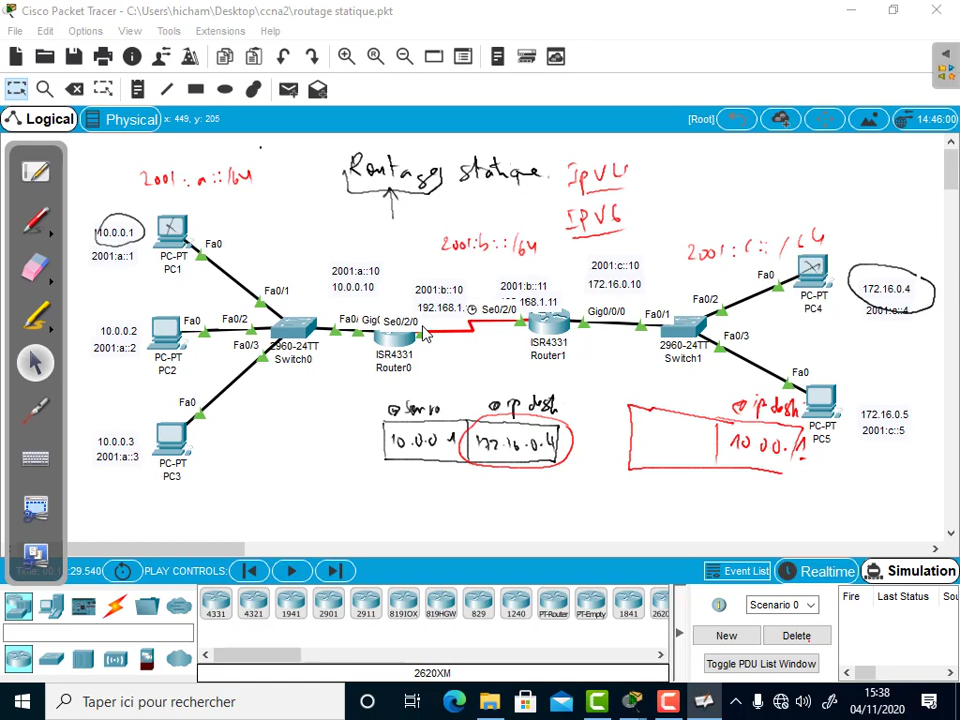 Cisco Packet Tracer - C:\Users\hicham\Desktop\ccna2\routage statique.pkt
File Edit Options View Tools Extensions Help
Logical Physical x: 449, y: 205 [Root] 14:46:00
Routage statique.
IPV4
IPV6
2001:a::/64
2001:b::/64
2001:c::/64
10.0.0.1
2001:a::1
PC-PT
PC1
Fa0
Fa0/1
10.0.0.2
2001:a::2
PC-PT
PC2
Fa0
Fa0/2
Fa0/3
10.0.0.3
2001:a::3
PC-PT
PC3
Fa0
2960-24TT
Switch0
2001:a::10
10.0.0.10
2001:b::10
192.168.1.
Se0/2/0
ISR4331
Router0
2001:b::11
.168.1.11
Se0/2/0
ISR4331
Router1
2001:c::10
172.16.0.10
Gig0/0/0
Fa0/1
2960-24TT
Switch1
Fa0/2
Fa0/3
Fa0
PC-PT
PC4
172.16.0.4
2001:c::4
Fa0
PC-PT
PC5
172.16.0.5
2001:c::5
@ ip desh
10.0.0.1 172.16.0.4
@ ip desh
10.0.0.1
29.540 PLAY CONTROLS: Event List Realtime Simulation
4331 4321 1941 2901 2911 819IOX 819HGW 829 1240 PT-Router PT-Empty 1841 2620
2620XM
Scenario 0
New Delete
Toggle PDU List Window
Fire Last Status
Taper ici pour rechercher
15:38
04/11/2020